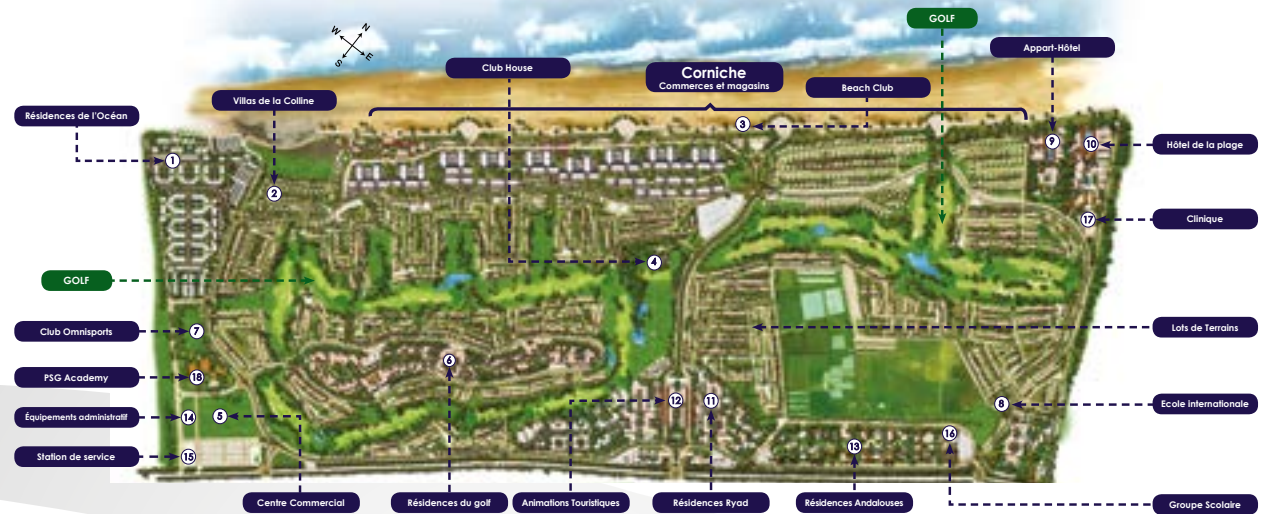 GOLF
N
W
E
S
Appart-Hôtel
Club House
Corniche
Commerces et magasins
Beach Club
Villas de la Colline
Résidences de l'Océan
3
9
10
Hôtel de la plage
1
2
17
Clinique
4
GOLF
Club Omnisports
7
Lots de Terrains
6
PSG Academy
18
12
11
8
Ecole internationale
Équipements administratif
14
5
16
13
Station de service
15
Centre Commercial
Résidences du golf
Animations Touristiques
Résidences Ryad
Résidences Andalouses
Groupe Scolaire